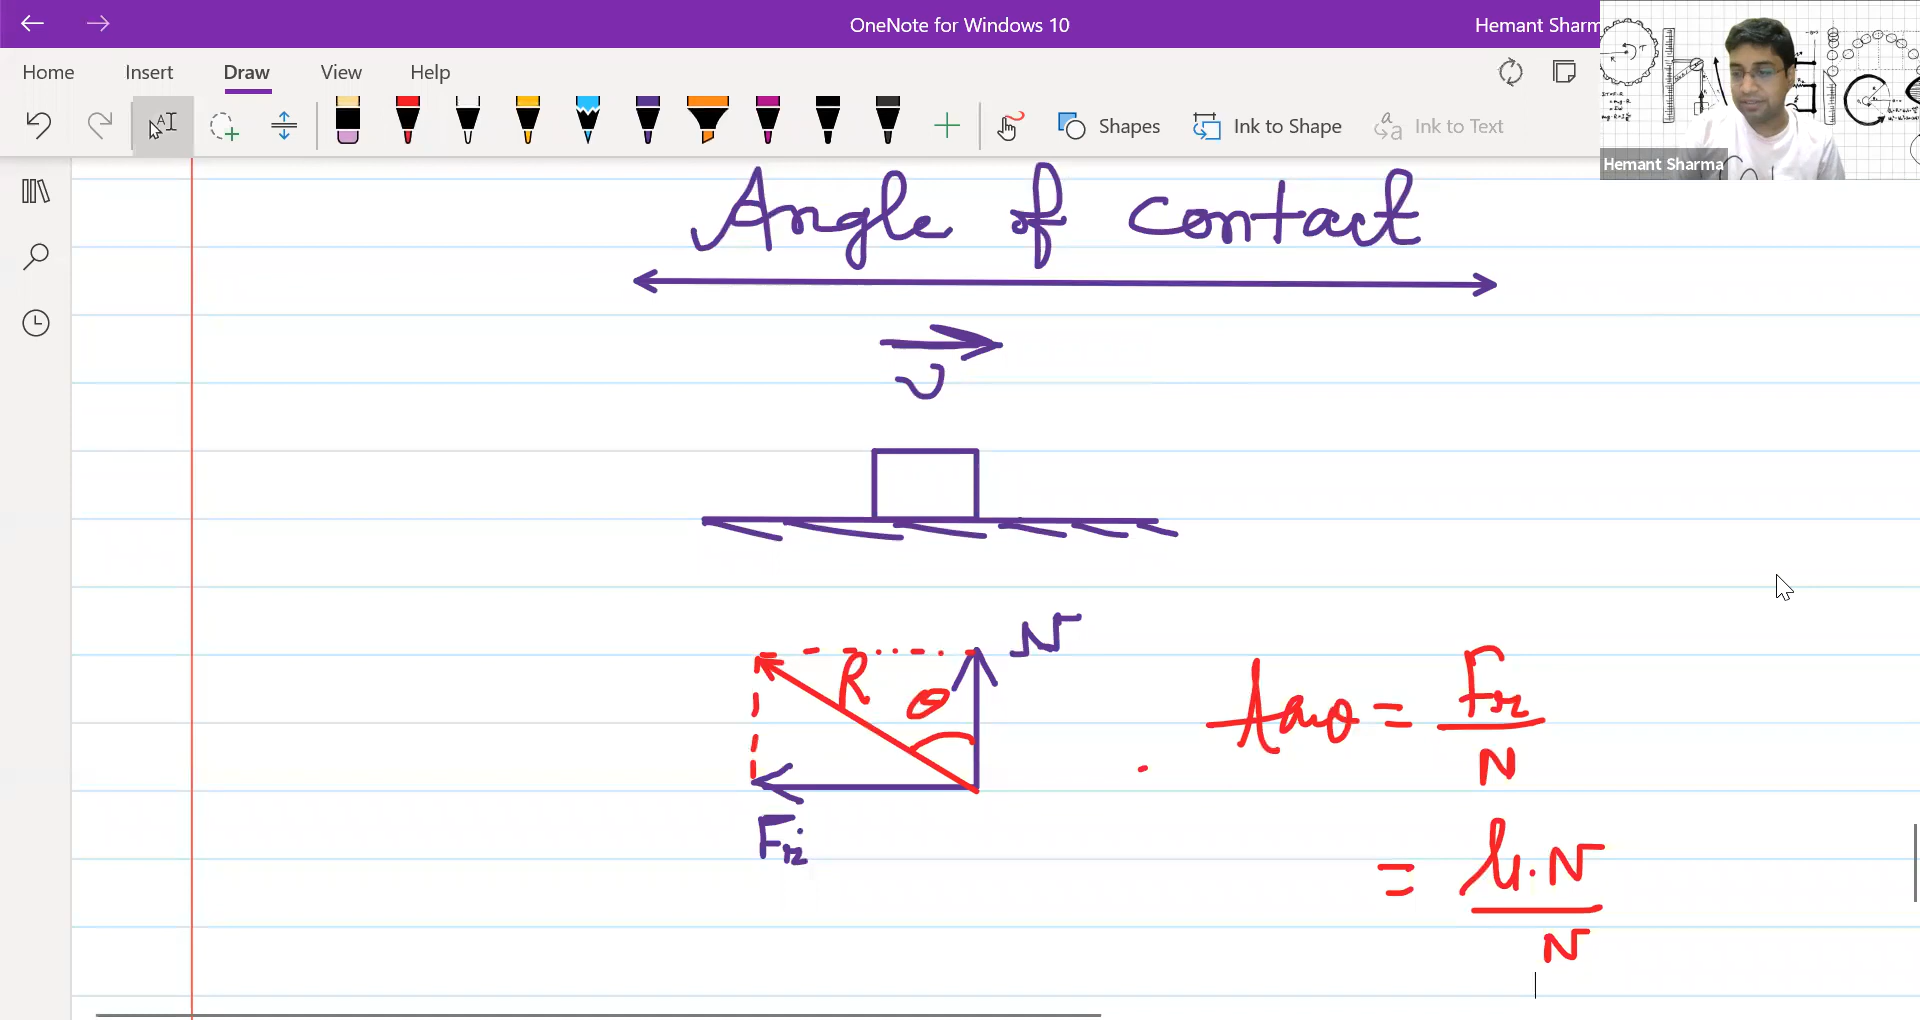 OneNote for Windows 10
Hemant Sharm
Home Insert Draw View Help
Shapes Ink to Shape Ink to Text
Hemant Sharma
Angle of contact
v
N
R
θ
Fr
tanθ = Fr / N
= μ·N / N